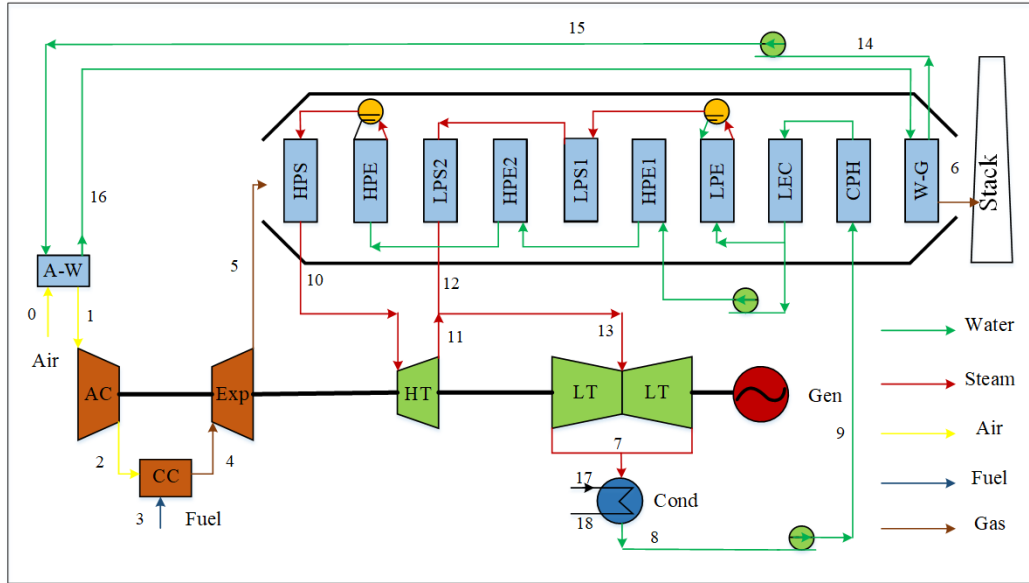 15
14
16
HPS
HPE
LPS2
HPE2
LPS1
HPE1
LPE
LEC
CPH
W-G
6
Stack
A-W
0
1
Air
5
10
12
11
13
9
Water
Steam
Air
Fuel
Gas
AC
Exp
HT
LT
LT
Gen
2
CC
4
3
Fuel
7
17
18
Cond
8